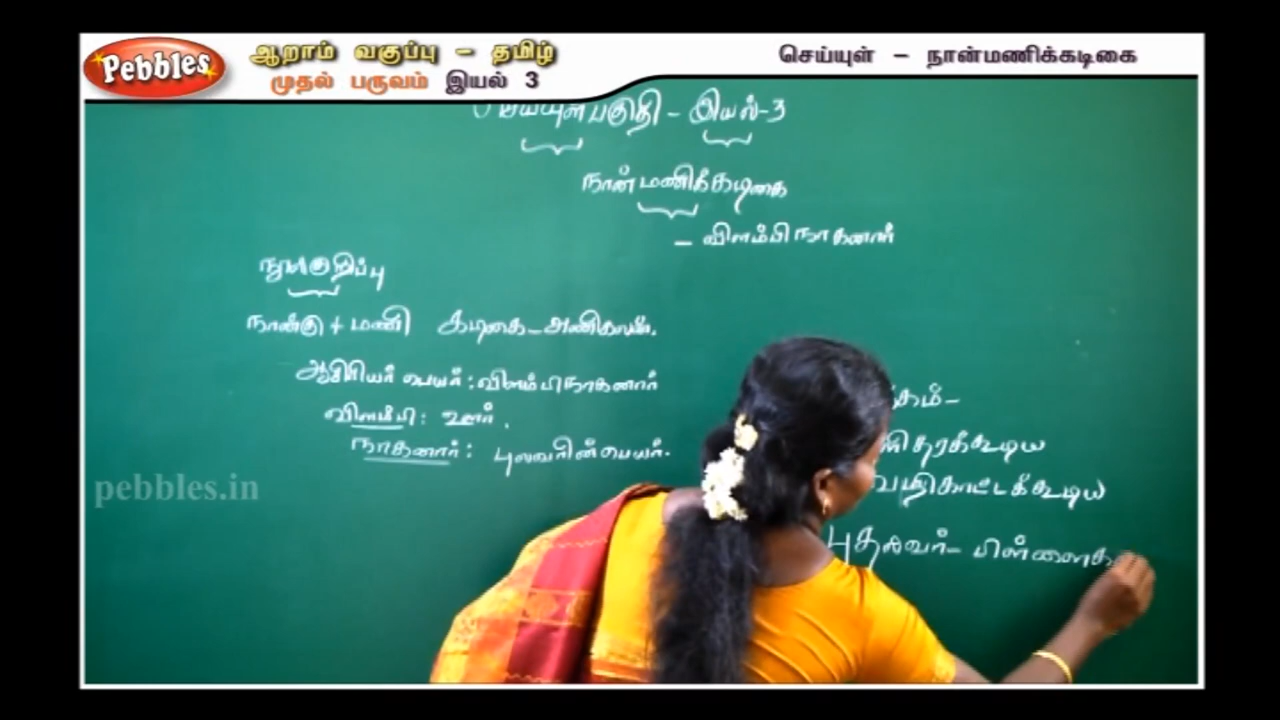 Pebbles
ஆறாம் வகுப்பு – தமிழ்
முதல் பருவம் இயல் 3
செய்யுள் – நான்மணிக்கடிகை
செய்யுள் பகுதி – இயல்-3
நான்மணிக்கடிகை
– விளம்பிநாகனார்
நூல்குறிப்பு
நான்கு + மணி கடிகை – அணிகலன்.
ஆசிரியர் பெயர் : விளம்பிநாகனார்
விளம்பி : ஊர்.
நாகனார் : புலவரின்பெயர்.
தரக்கூடிய
வழிகாட்டக்கூடிய
புதல்வர் – பிள்ளைக
pebbles.in